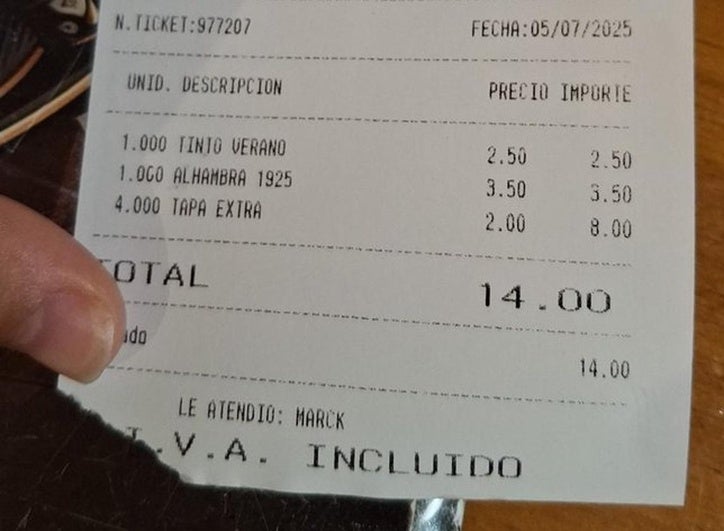 N.TICKET:977207 FECHA:05/07/2025
UNID. DESCRIPCION PRECIO IMPORTE
1.000 TINTO VERANO 2.50 2.50
1.000 ALHAMBRA 1925 3.50 3.50
4.000 TAPA EXTRA 2.00 8.00
TOTAL 14.00
14.00
LE ATENDIO: MARCK
I.V.A. INCLUIDO